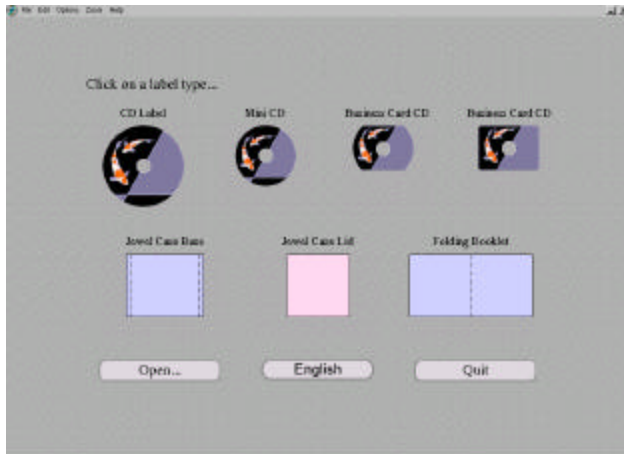 File Edit Options Zoom Help
Click on a label type...
CD Label Mini CD Business Card CD Business Card CD
Jewel Case Base Jewel Case Lid Folding Booklet
Open... English Quit